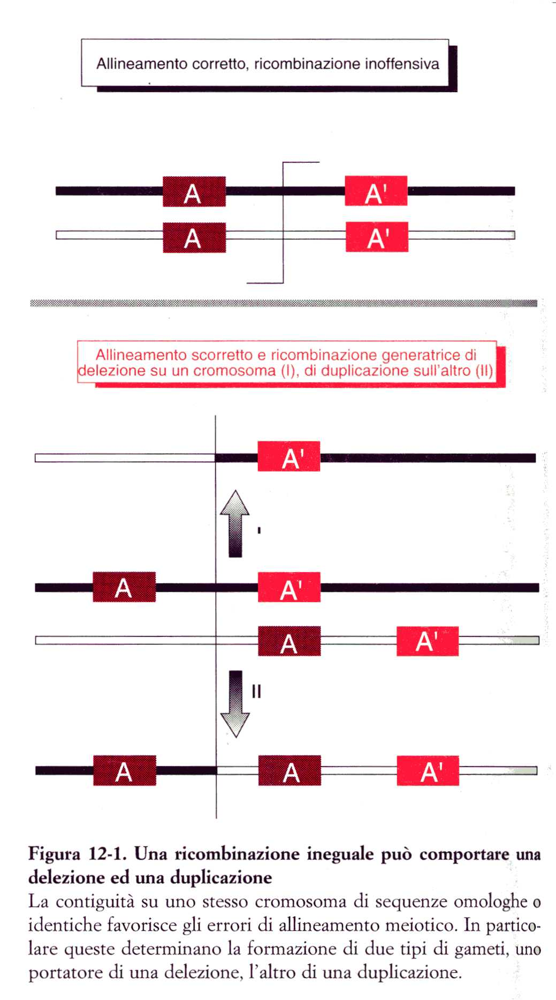 Allineamento corretto, ricombinazione inoffensiva
A A'
A A'
Allineamento scorretto e ricombinazione generatrice di
delezione su un cromosoma (I), di duplicazione sull'altro (II)
A'
I
A A'
A A'
II
A A A'
Figura 12-1. Una ricombinazione ineguale può comportare una
delezione ed una duplicazione
La contiguità su uno stesso cromosoma di sequenze omologhe o
identiche favorisce gli errori di allineamento meiotico. In partico-
lare queste determinano la formazione di due tipi di gameti, uno
portatore di una delezione, l'altro di una duplicazione.